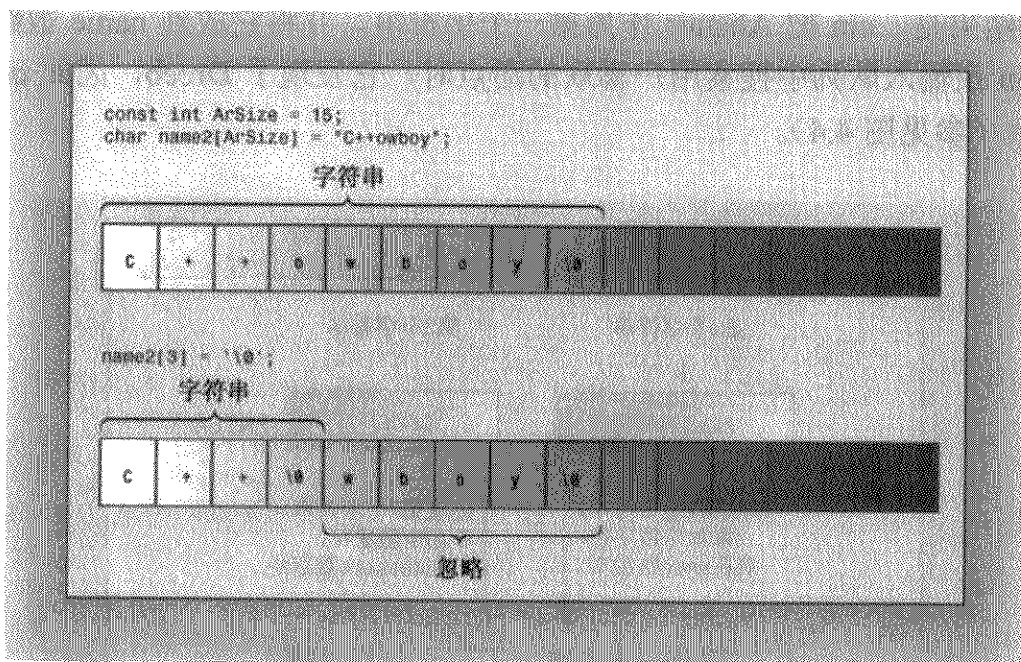 const int ArSize = 15;
char name2[ArSize] = "C++owboy";
字符串
C + + o w b o y \0
name2[3] = '\0';
字符串
C + + \0 w b o y \0
忽略